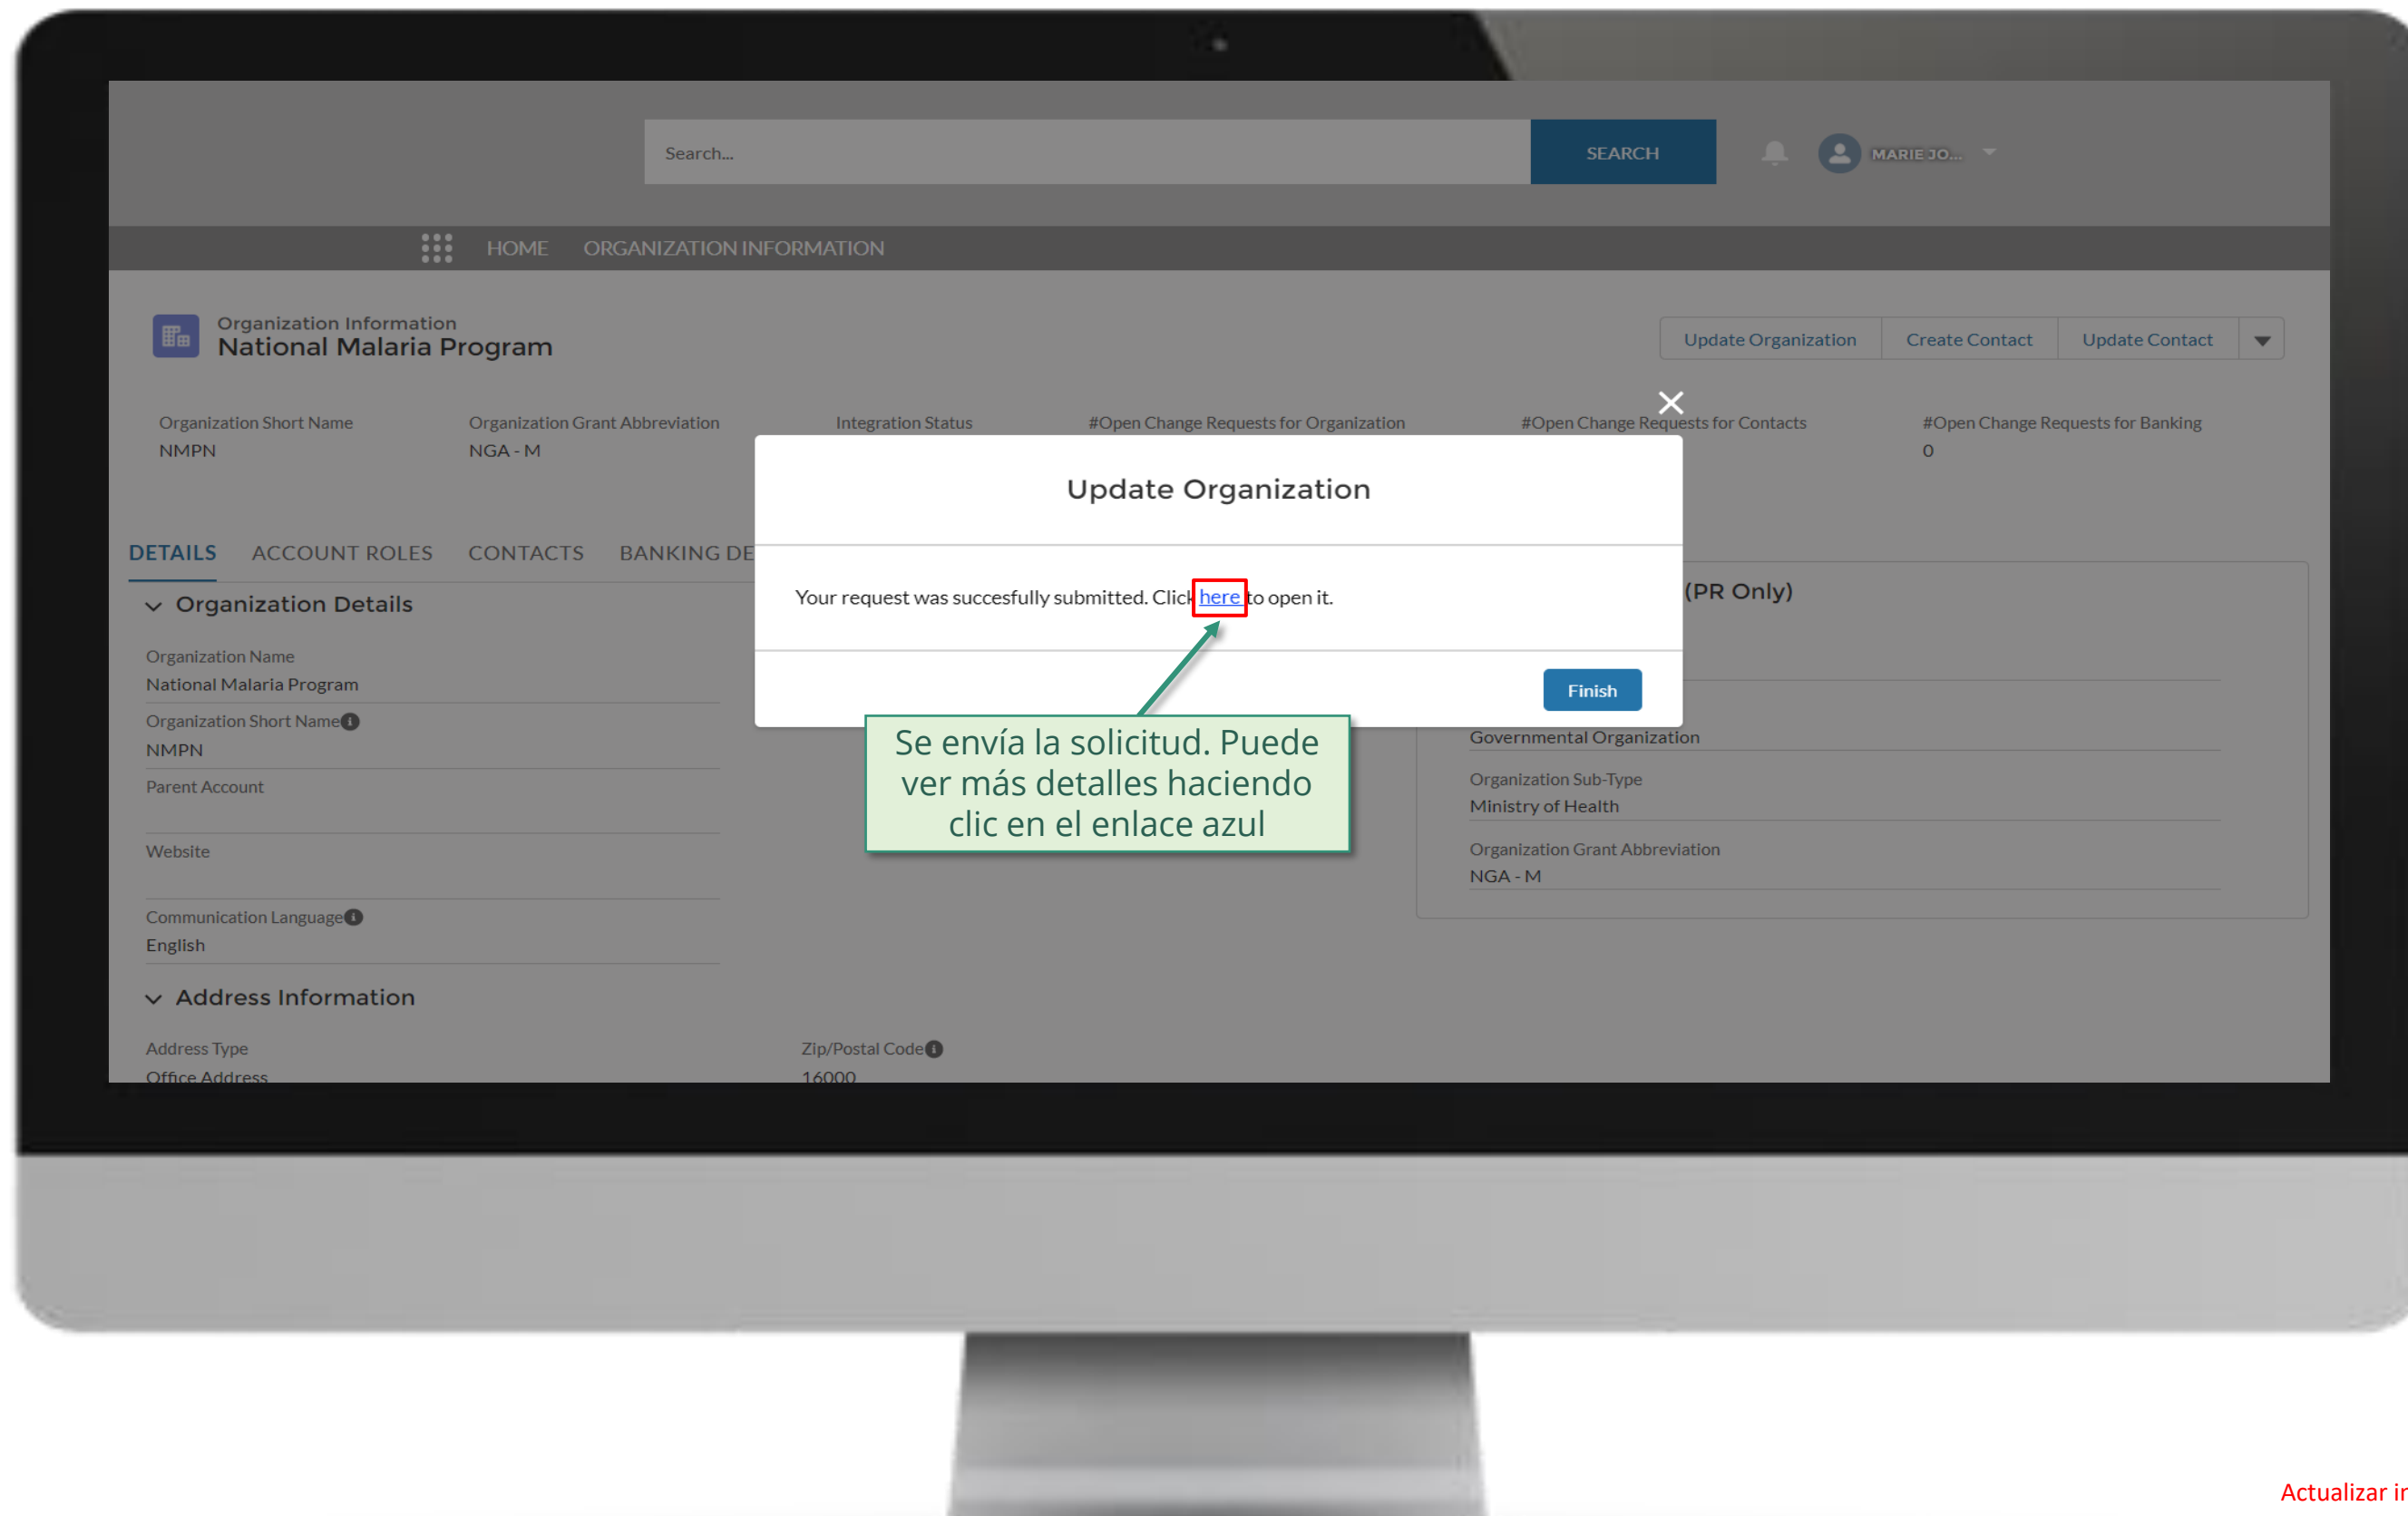 Search...
SEARCH
MARIE JO...
HOME ORGANIZATION INFORMATION
Organization Information
National Malaria Program
Update Organization Create Contact Update Contact
Organization Short Name Organization Grant Abbreviation Integration Status #Open Change Requests for Organization #Open Change Requests for Contacts #Open Change Requests for Banking
NMPN NGA - M 0
Update Organization
DETAILS ACCOUNT ROLES CONTACTS BANKING DE
Your request was succesfully submitted. Click here to open it.
Finish
Se envía la solicitud. Puede
ver más detalles haciendo
clic en el enlace azul
Organization Details
Organization Name
National Malaria Program
Organization Short Name
NMPN
Parent Account
Website
Communication Language
English
(PR Only)
Governmental Organization
Organization Sub-Type
Ministry of Health
Organization Grant Abbreviation
NGA - M
Address Information
Address Type Zip/Postal Code
Office Address 16000
Actualizar